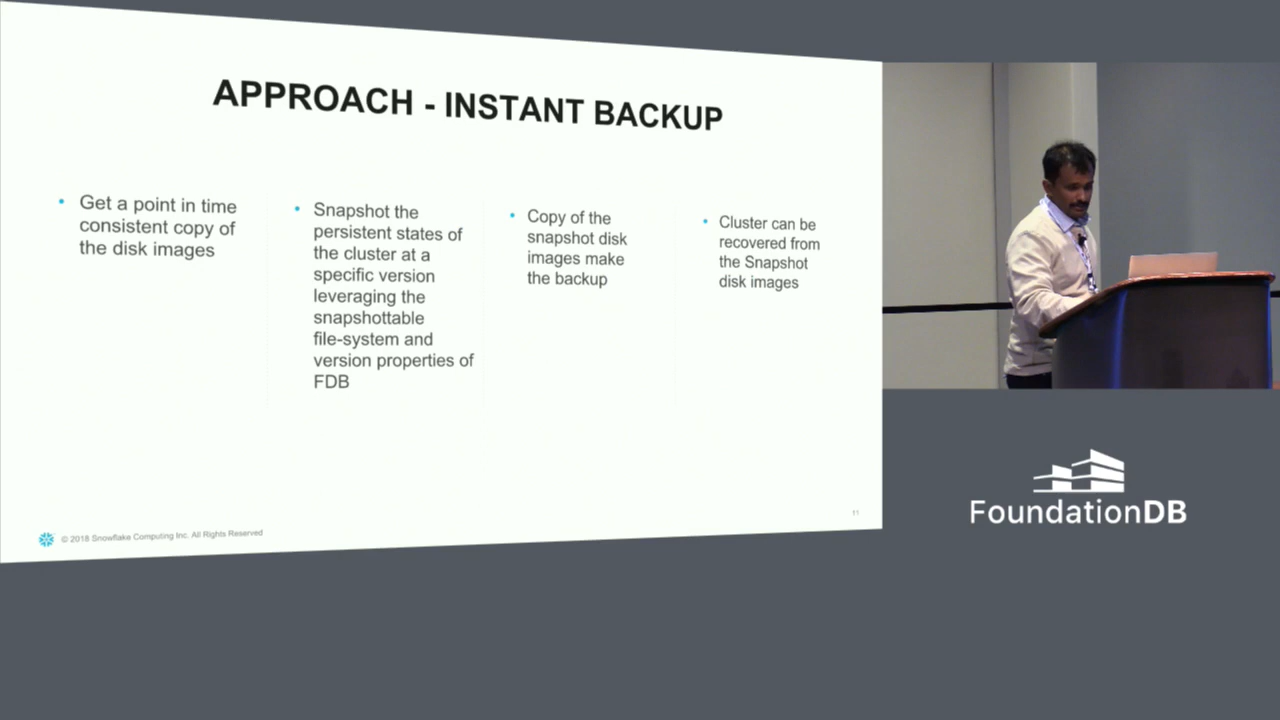 APPROACH - INSTANT BACKUP
• Get a point in time
consistent copy of
the disk images
• Snapshot the
persistent states of
the cluster at a
specific version
leveraging the
snapshottable
file-system and
version properties of
FDB
• Copy of the
snapshot disk
images make
the backup
• Cluster can be
recovered from
the Snapshot
disk images
11
© 2018 Snowflake Computing Inc. All Rights Reserved
FoundationDB